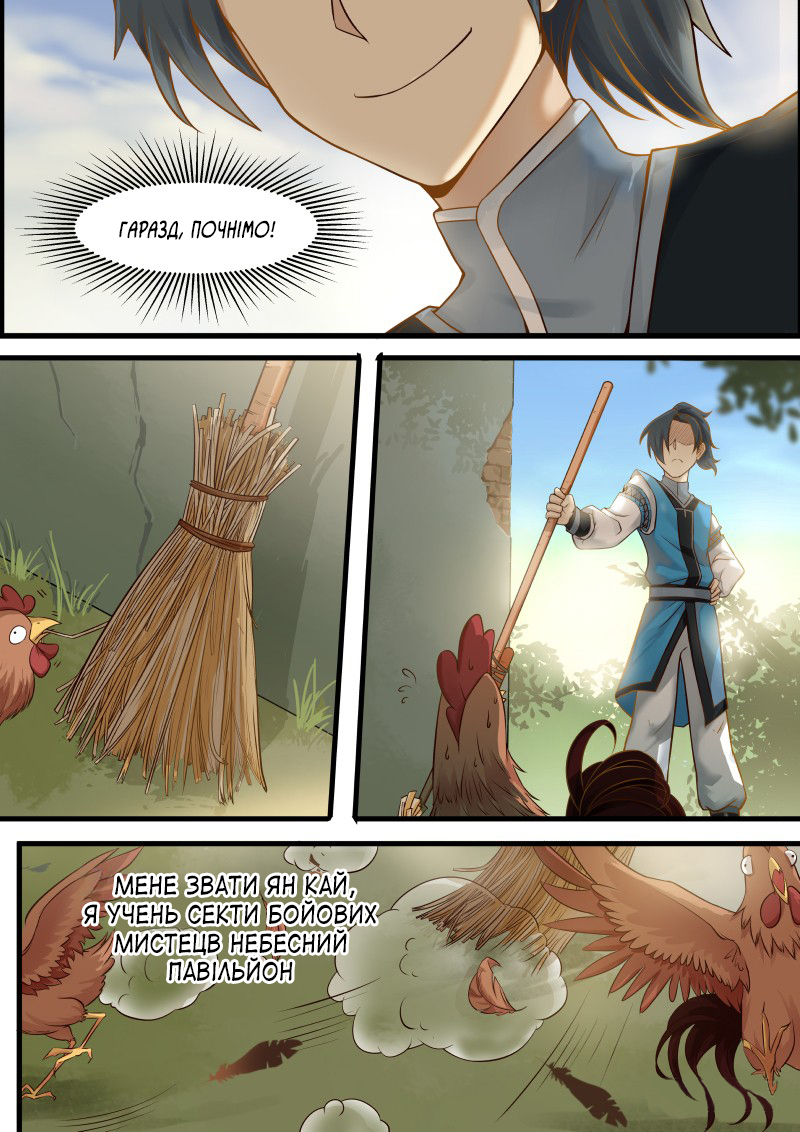 ГАРАЗД, ПОЧНІМО!
МЕНЕ ЗВАТИ ЯН КАЙ,
Я УЧЕНЬ СЕКТИ БОЙОВИХ
МИСТЕЦВ НЕБЕСНИЙ
ПАВІЛЬЙОН